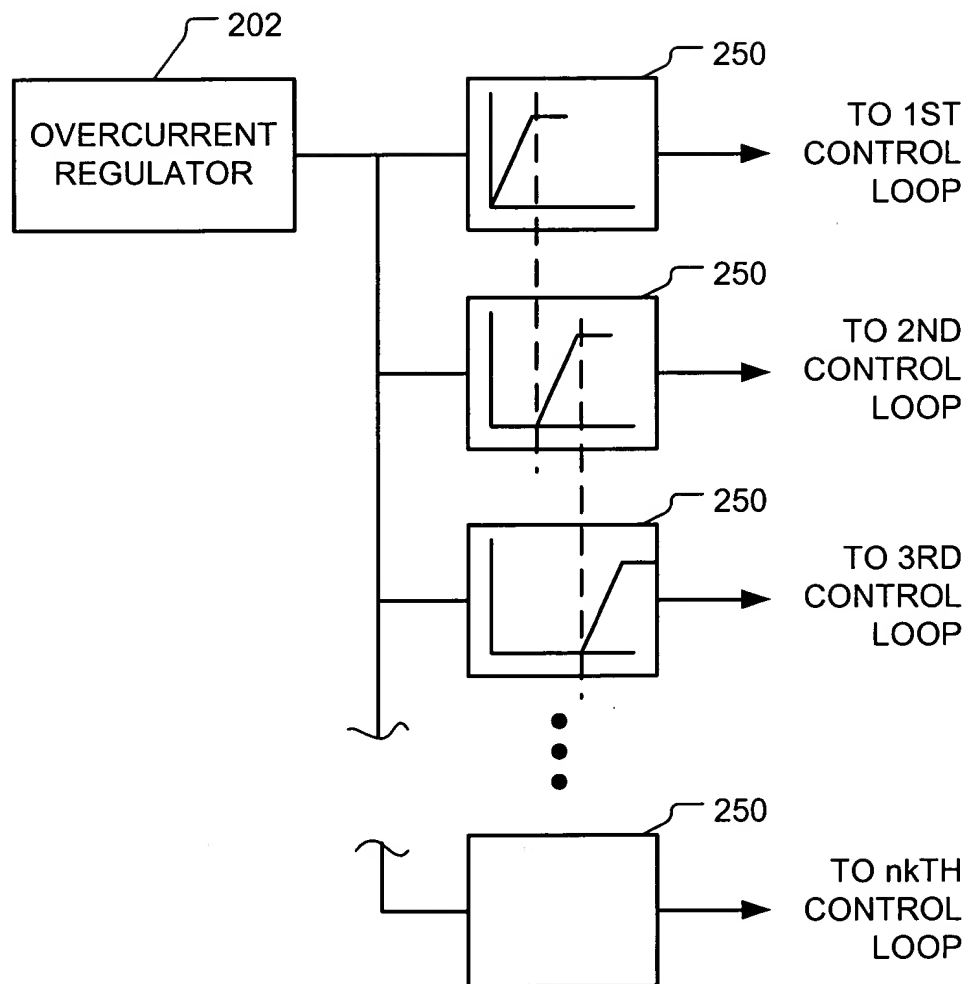 202
OVERCURRENT
REGULATOR
250
TO 1ST
CONTROL
LOOP
250
TO 2ND
CONTROL
LOOP
250
TO 3RD
CONTROL
LOOP
250
TO nkTH
CONTROL
LOOP